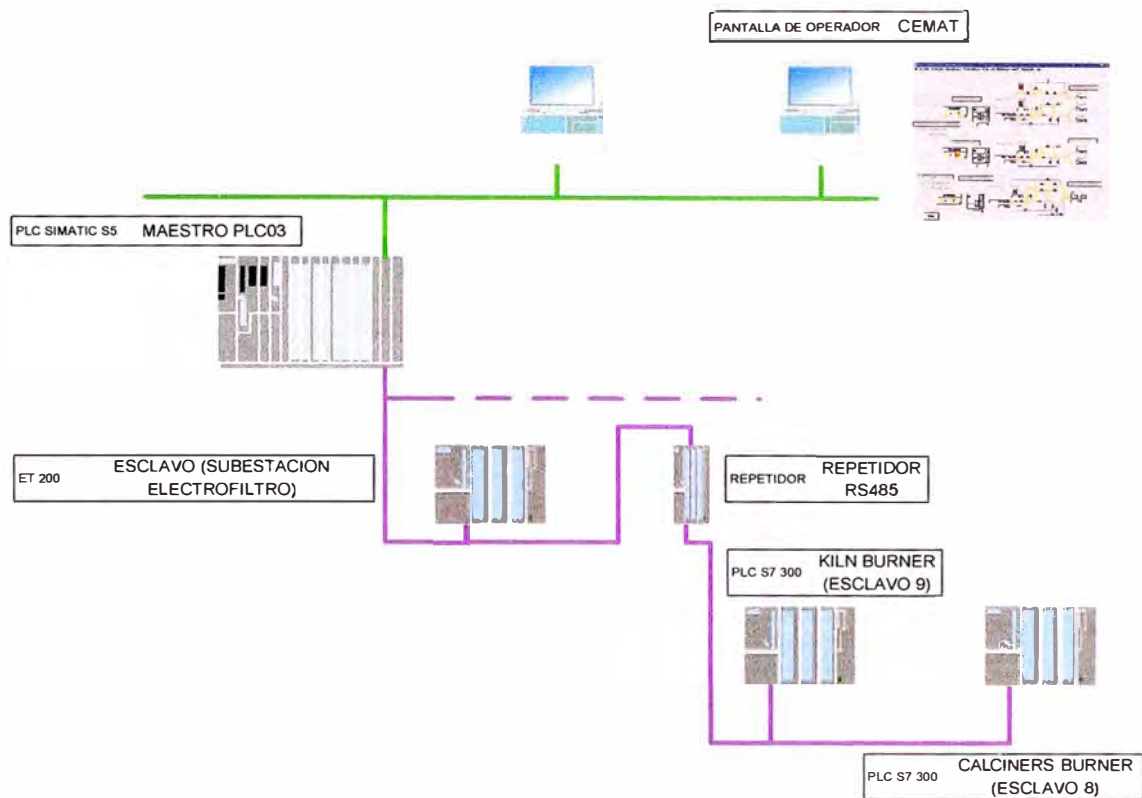 PANTALLA DE OPERADOR CEMAT
PLC SIMATIC S5 MAESTRO PLC03
ET 200 ESCLAVO (SUBESTACION
ELECTROFILTRO)
REPETIDOR REPETIDOR
RS485
PLC S7 300 KILN BURNER
(ESCLAVO 9)
PLC S7 300 CALCINERS BURNER
(ESCLAVO 8)